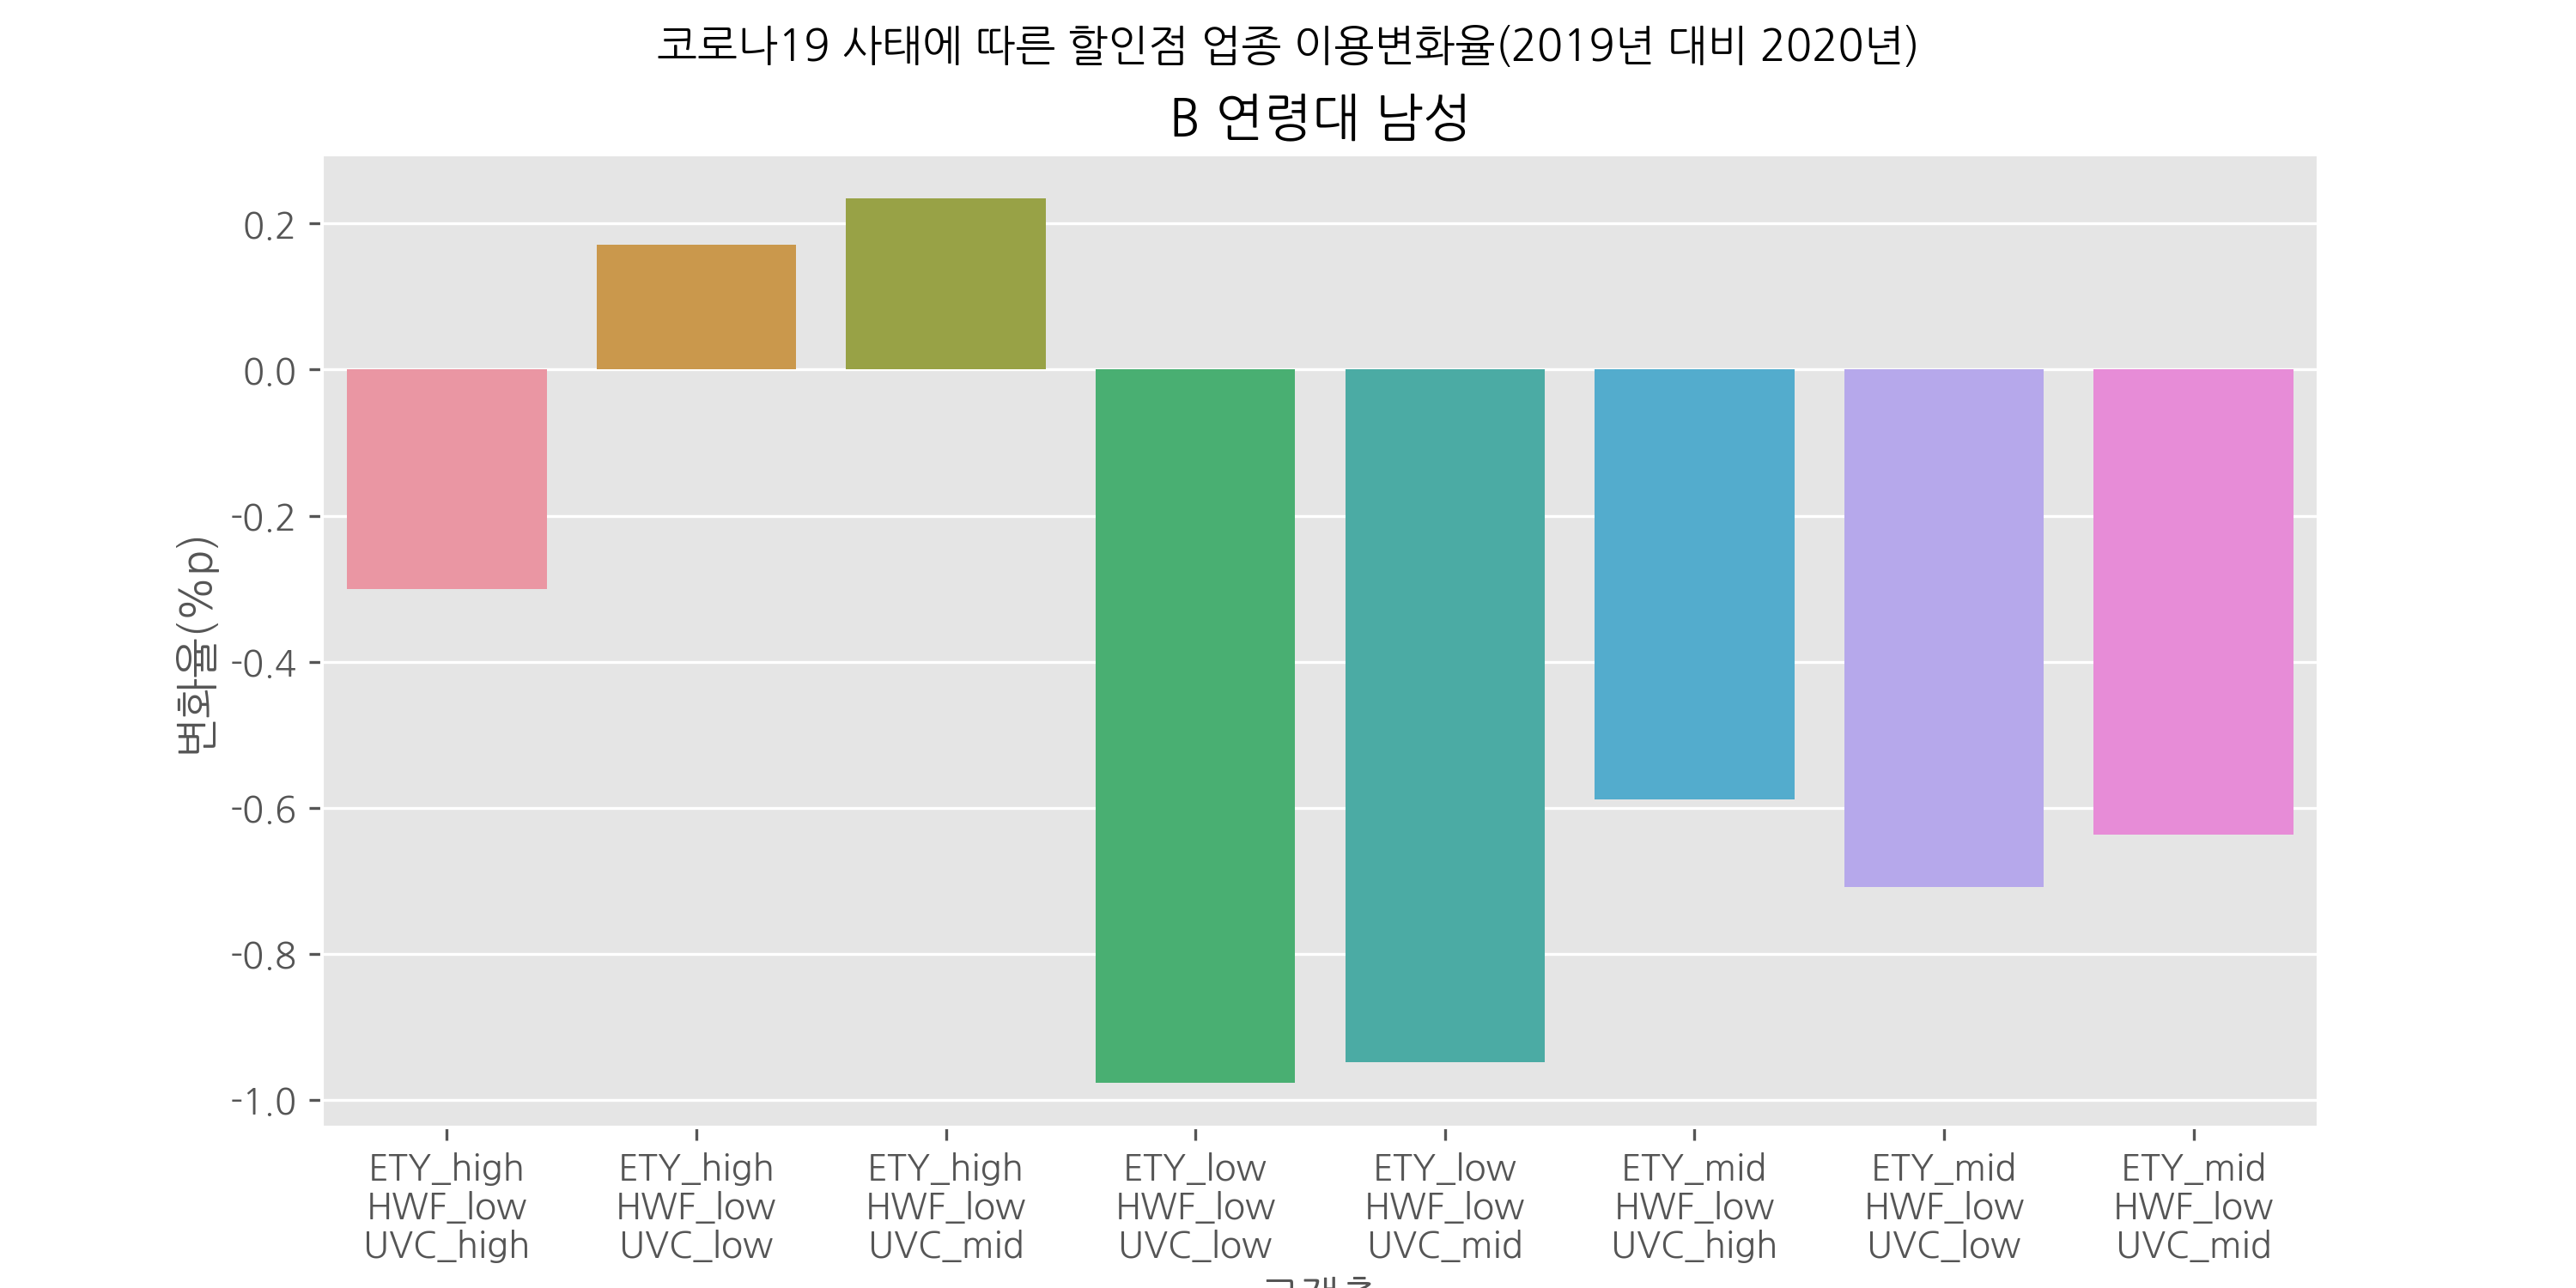 코로나19 사태에 따른 할인점 업종 이용변화율(2019년 대비 2020년)
B 연령대 남성
변화율(%p)
0.2
0.0
-0.2
-0.4
-0.6
-0.8
-1.0
ETY_high
HWF_low
UVC_high
ETY_high
HWF_low
UVC_low
ETY_high
HWF_low
UVC_mid
ETY_low
HWF_low
UVC_low
ETY_low
HWF_low
UVC_mid
ETY_mid
HWF_low
UVC_high
ETY_mid
HWF_low
UVC_low
ETY_mid
HWF_low
UVC_mid